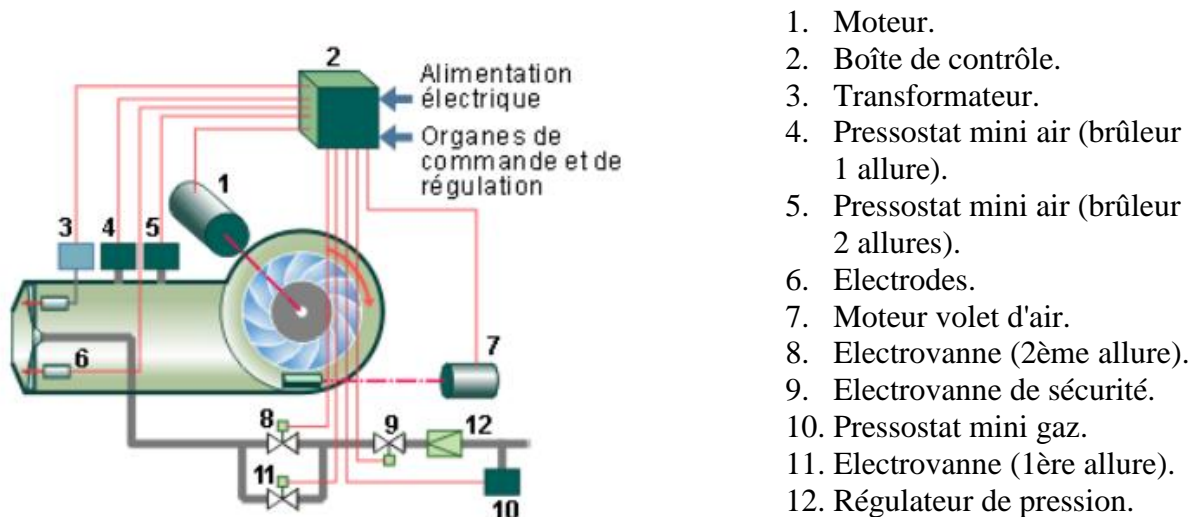 2
Alimentation
électrique
Organes de
commande et de
régulation
1
3 4 5
6
7
8
9
12
11
10
1. Moteur.
2. Boîte de contrôle.
3. Transformateur.
4. Pressostat mini air (brûleur
1 allure).
5. Pressostat mini air (brûleur
2 allures).
6. Electrodes.
7. Moteur volet d'air.
8. Electrovanne (2ème allure).
9. Electrovanne de sécurité.
10. Pressostat mini gaz.
11. Electrovanne (1ère allure).
12. Régulateur de pression.